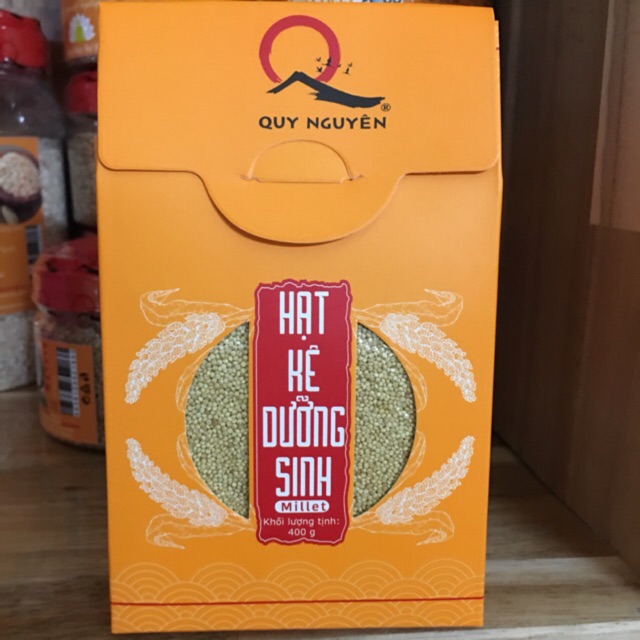 ®
QUY NGUYÊN
HẠT
KÊ
DƯỠNG
SINH
Millet
Khối lượng tịnh:
400 g